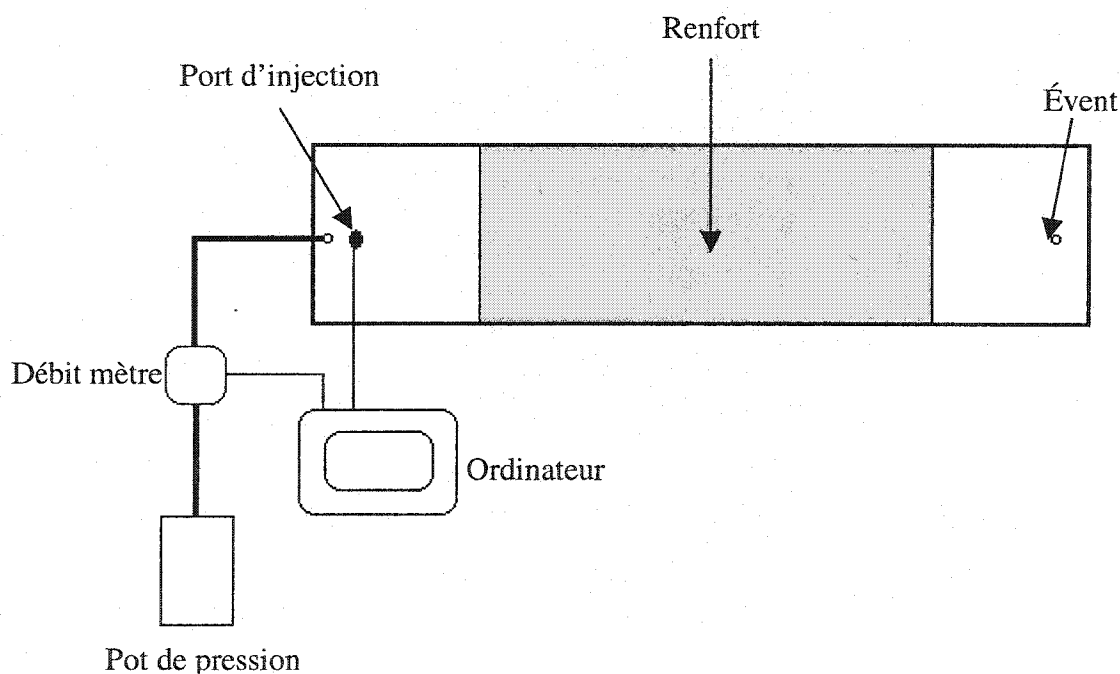 Renfort
Port d'injection
Évent
Débit mètre
Ordinateur
Pot de pression